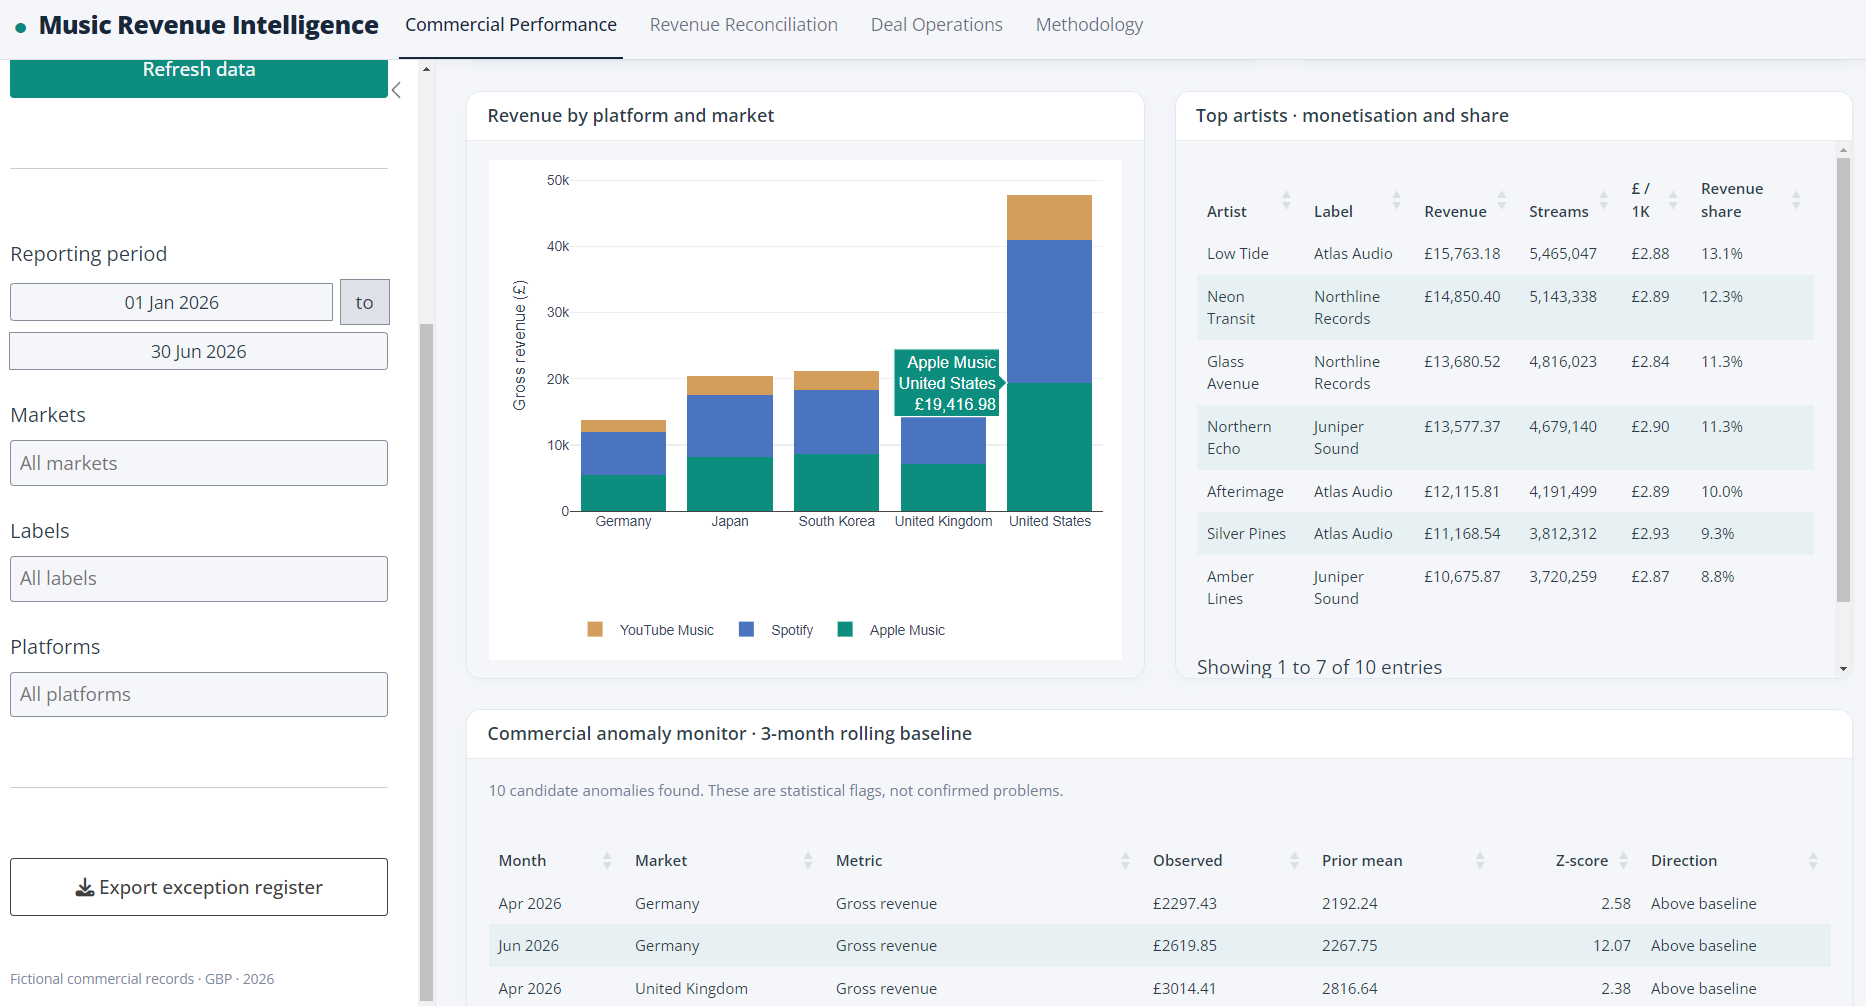 Music Revenue Intelligence
Commercial Performance
Revenue Reconciliation
Deal Operations
Methodology
Refresh data
Reporting period
01 Jan 2026
to
30 Jun 2026
Markets
All markets
Labels
All labels
Platforms
All platforms
Export exception register
Fictional commercial records · GBP · 2026
Revenue by platform and market
50k
40k
30k
20k
10k
0
Gross revenue (£)
Apple Music
United States
£19,416.98
Germany
Japan
South Korea
United Kingdom
United States
YouTube Music
Spotify
Apple Music
Top artists · monetisation and share
Artist Label Revenue Streams £ / 1K Revenue share
Low Tide Atlas Audio £15,763.18 5,465,047 £2.88 13.1%
Neon Transit Northline Records £14,850.40 5,143,338 £2.89 12.3%
Glass Avenue Northline Records £13,680.52 4,816,023 £2.84 11.3%
Northern Echo Juniper Sound £13,577.37 4,679,140 £2.90 11.3%
Afterimage Atlas Audio £12,115.81 4,191,499 £2.89 10.0%
Silver Pines Atlas Audio £11,168.54 3,812,312 £2.93 9.3%
Amber Lines Juniper Sound £10,675.87 3,720,259 £2.87 8.8%
Showing 1 to 7 of 10 entries
Commercial anomaly monitor · 3-month rolling baseline
10 candidate anomalies found. These are statistical flags, not confirmed problems.
Month Market Metric Observed Prior mean Z-score Direction
Apr 2026 Germany Gross revenue £2297.43 2192.24 2.58 Above baseline
Jun 2026 Germany Gross revenue £2619.85 2267.75 12.07 Above baseline
Apr 2026 United Kingdom Gross revenue £3014.41 2816.64 2.38 Above baseline